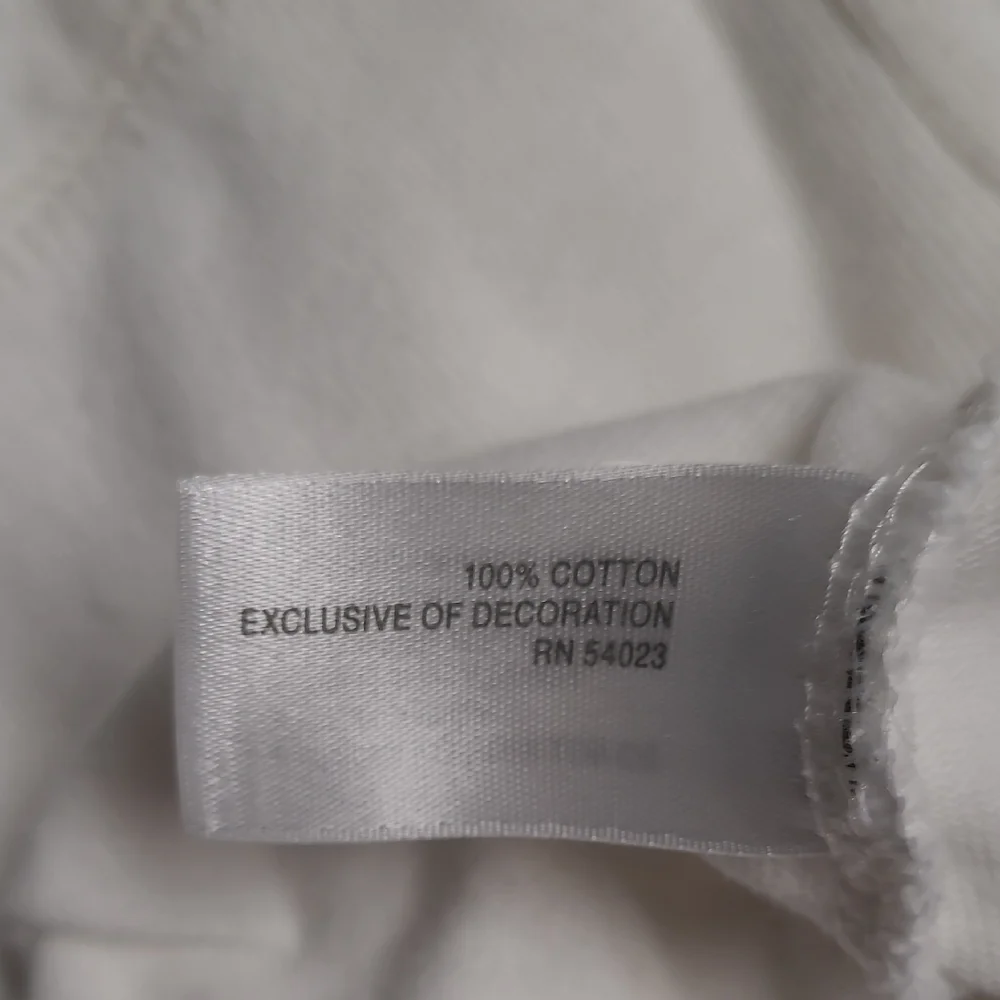 100% COTTON
EXCLUSIVE OF DECORATION
RN 54023